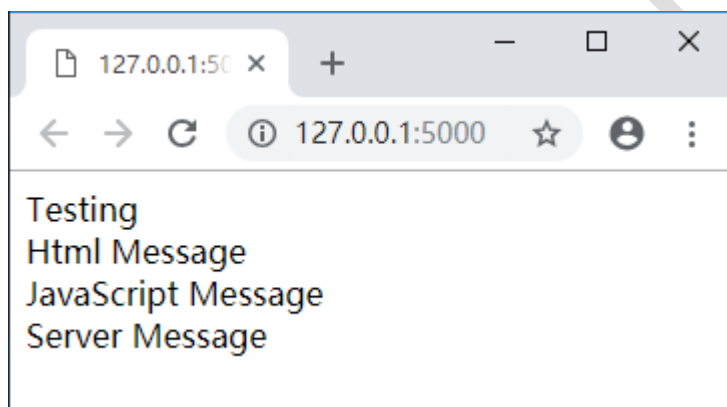 127.0.0.1:50
127.0.0.1:5000
Testing
Html Message
JavaScript Message
Server Message